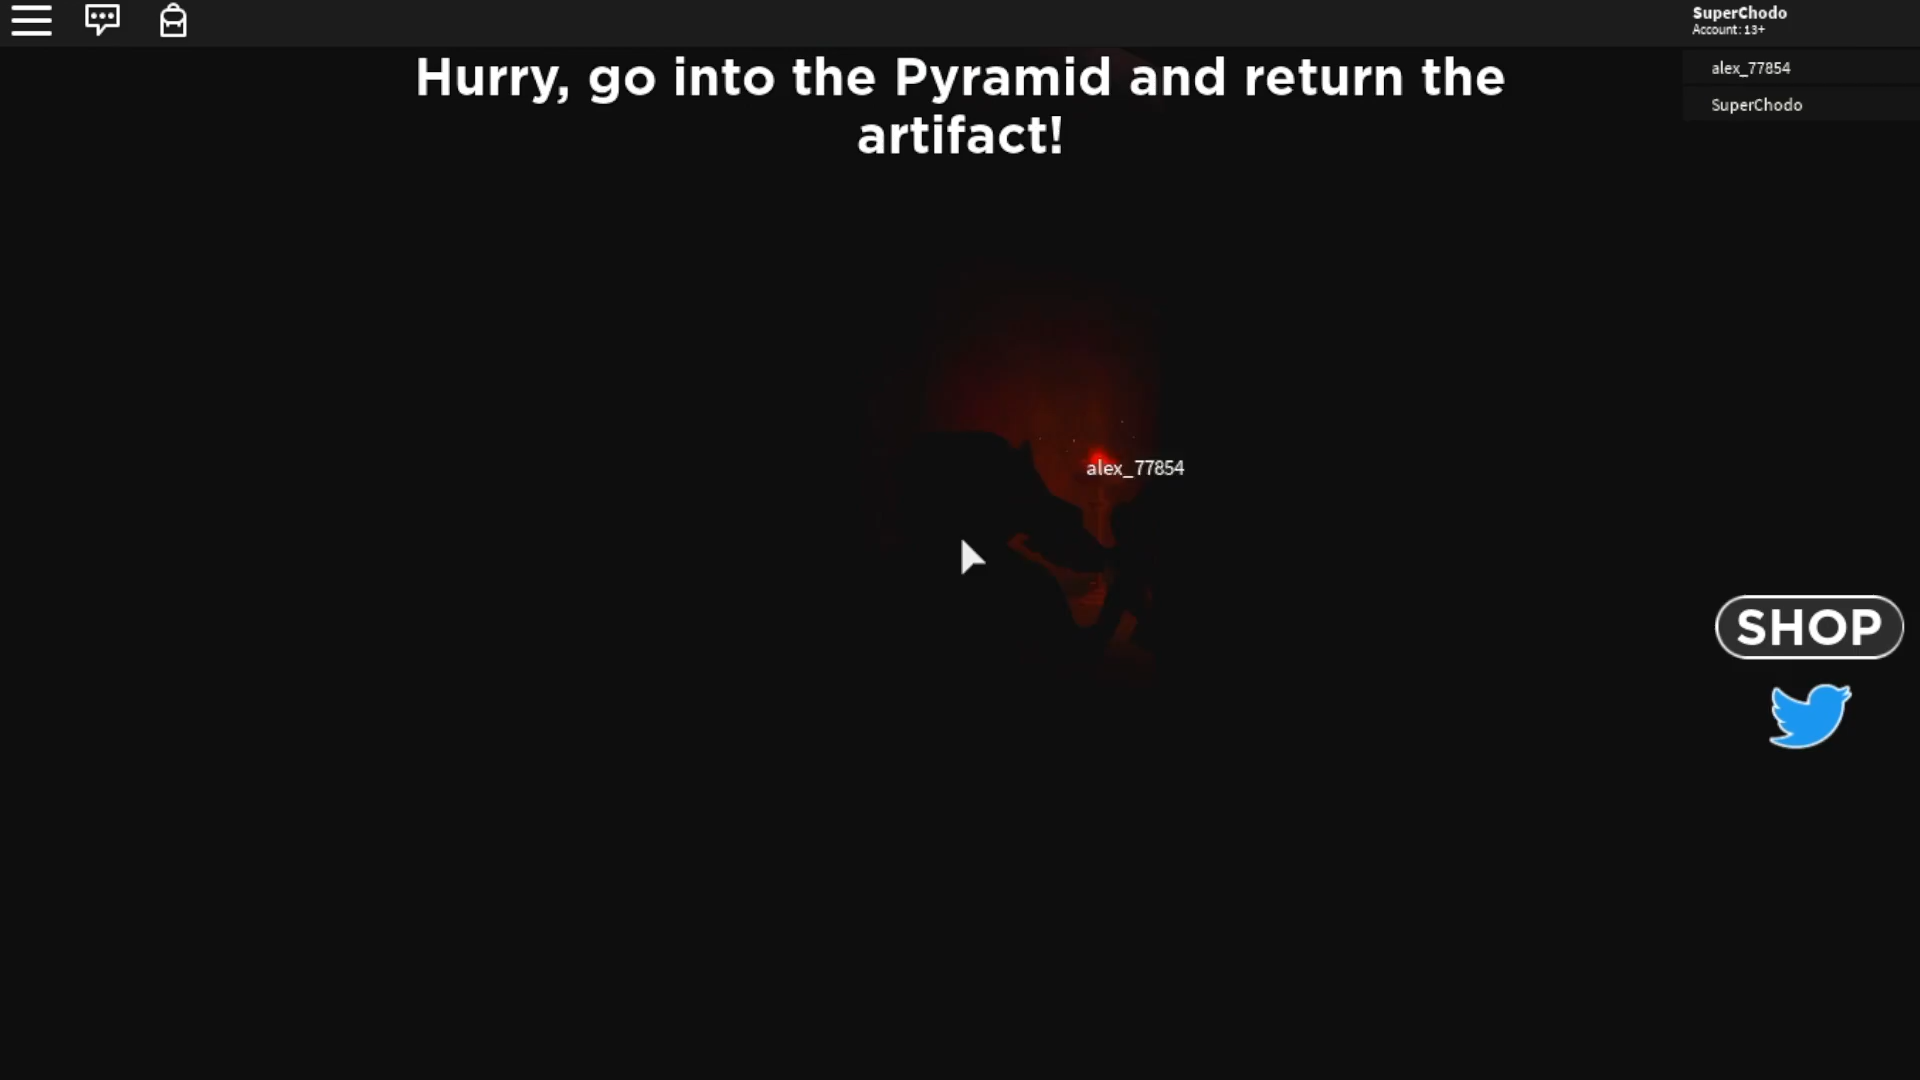 SuperChodo
Account: 13+
Hurry, go into the Pyramid and return the
artifact!
alex_77854
SuperChodo
alex_77854
SHOP